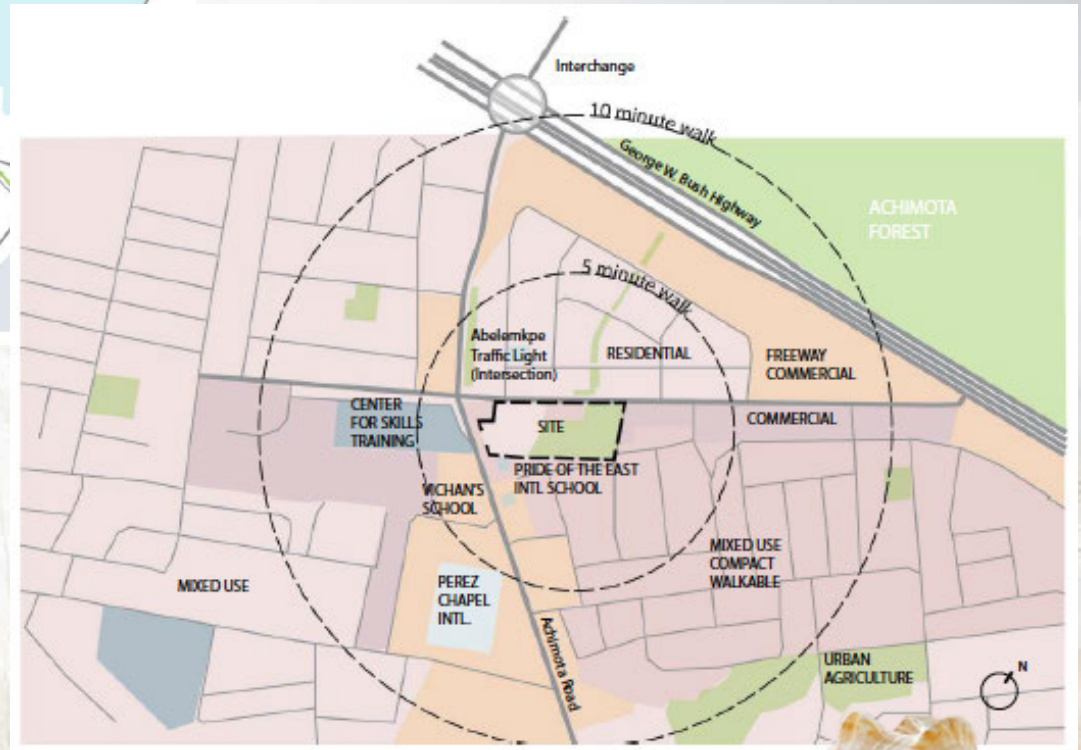 Interchange
10 minute walk
George W. Bush Highway
ACHIMOTA
FOREST
5 minute walk
Abelemkpe
Traffic Light
(Intersection)
RESIDENTIAL
FREEWAY
COMMERCIAL
CENTER
FOR SKILLS
TRAINING
SITE
COMMERCIAL
PRIDE OF THE EAST
INTL SCHOOL
VICHAN'S
SCHOOL
MIXED USE
COMPACT
WALKABLE
MIXED USE
PEREZ
CHAPEL
INTL.
Achimota Road
URBAN
AGRICULTURE
N